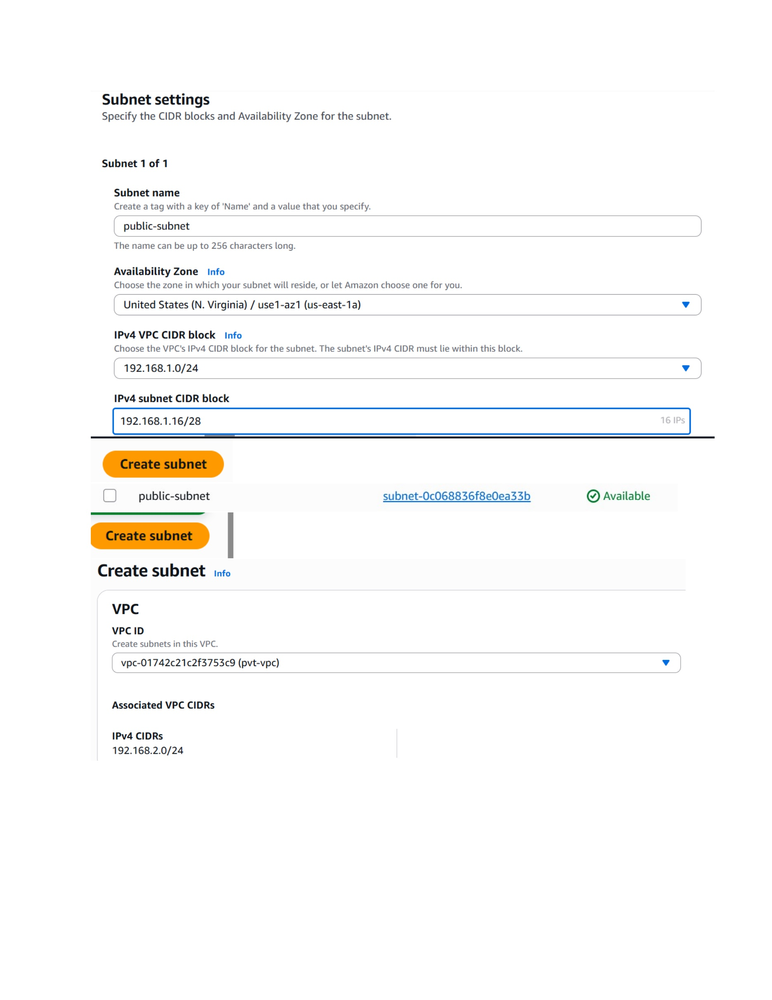 Subnet settings
Specify the CIDR blocks and Availability Zone for the subnet.
Subnet 1 of 1
Subnet name
Create a tag with a key of 'Name' and a value that you specify.
public-subnet
The name can be up to 256 characters long.
Availability Zone Info
Choose the zone in which your subnet will reside, or let Amazon choose one for you.
United States (N. Virginia) / use1-az1 (us-east-1a)
IPv4 VPC CIDR block Info
Choose the VPC's IPv4 CIDR block for the subnet. The subnet's IPv4 CIDR must lie within this block.
192.168.1.0/24
IPv4 subnet CIDR block
192.168.1.16/28 16 IPs
Create subnet
public-subnet subnet-0c068836f8e0ea33b Available
Create subnet
Create subnet Info
VPC
VPC ID
Create subnets in this VPC.
vpc-01742c21c2f3753c9 (pvt-vpc)
Associated VPC CIDRs
IPv4 CIDRs
192.168.2.0/24